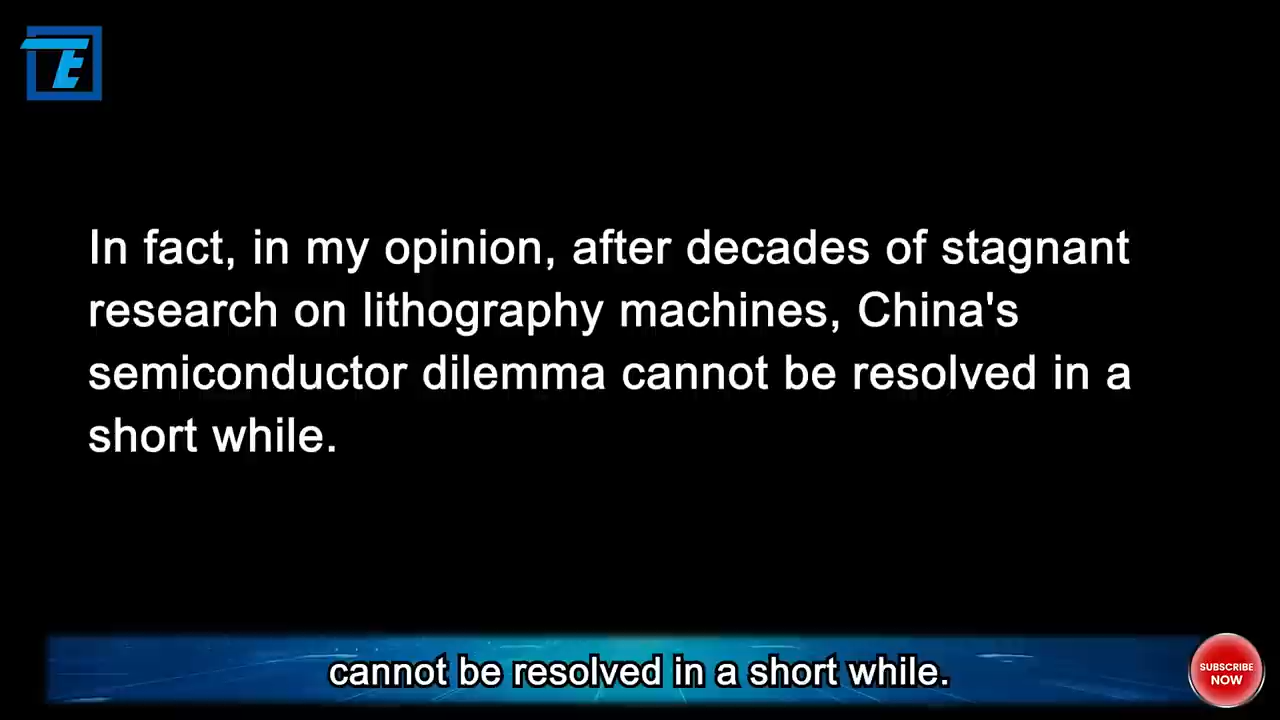 TE
In fact, in my opinion, after decades of stagnant
research on lithography machines, China's
semiconductor dilemma cannot be resolved in a
short while.
cannot be resolved in a short while.
SUBSCRIBE
NOW